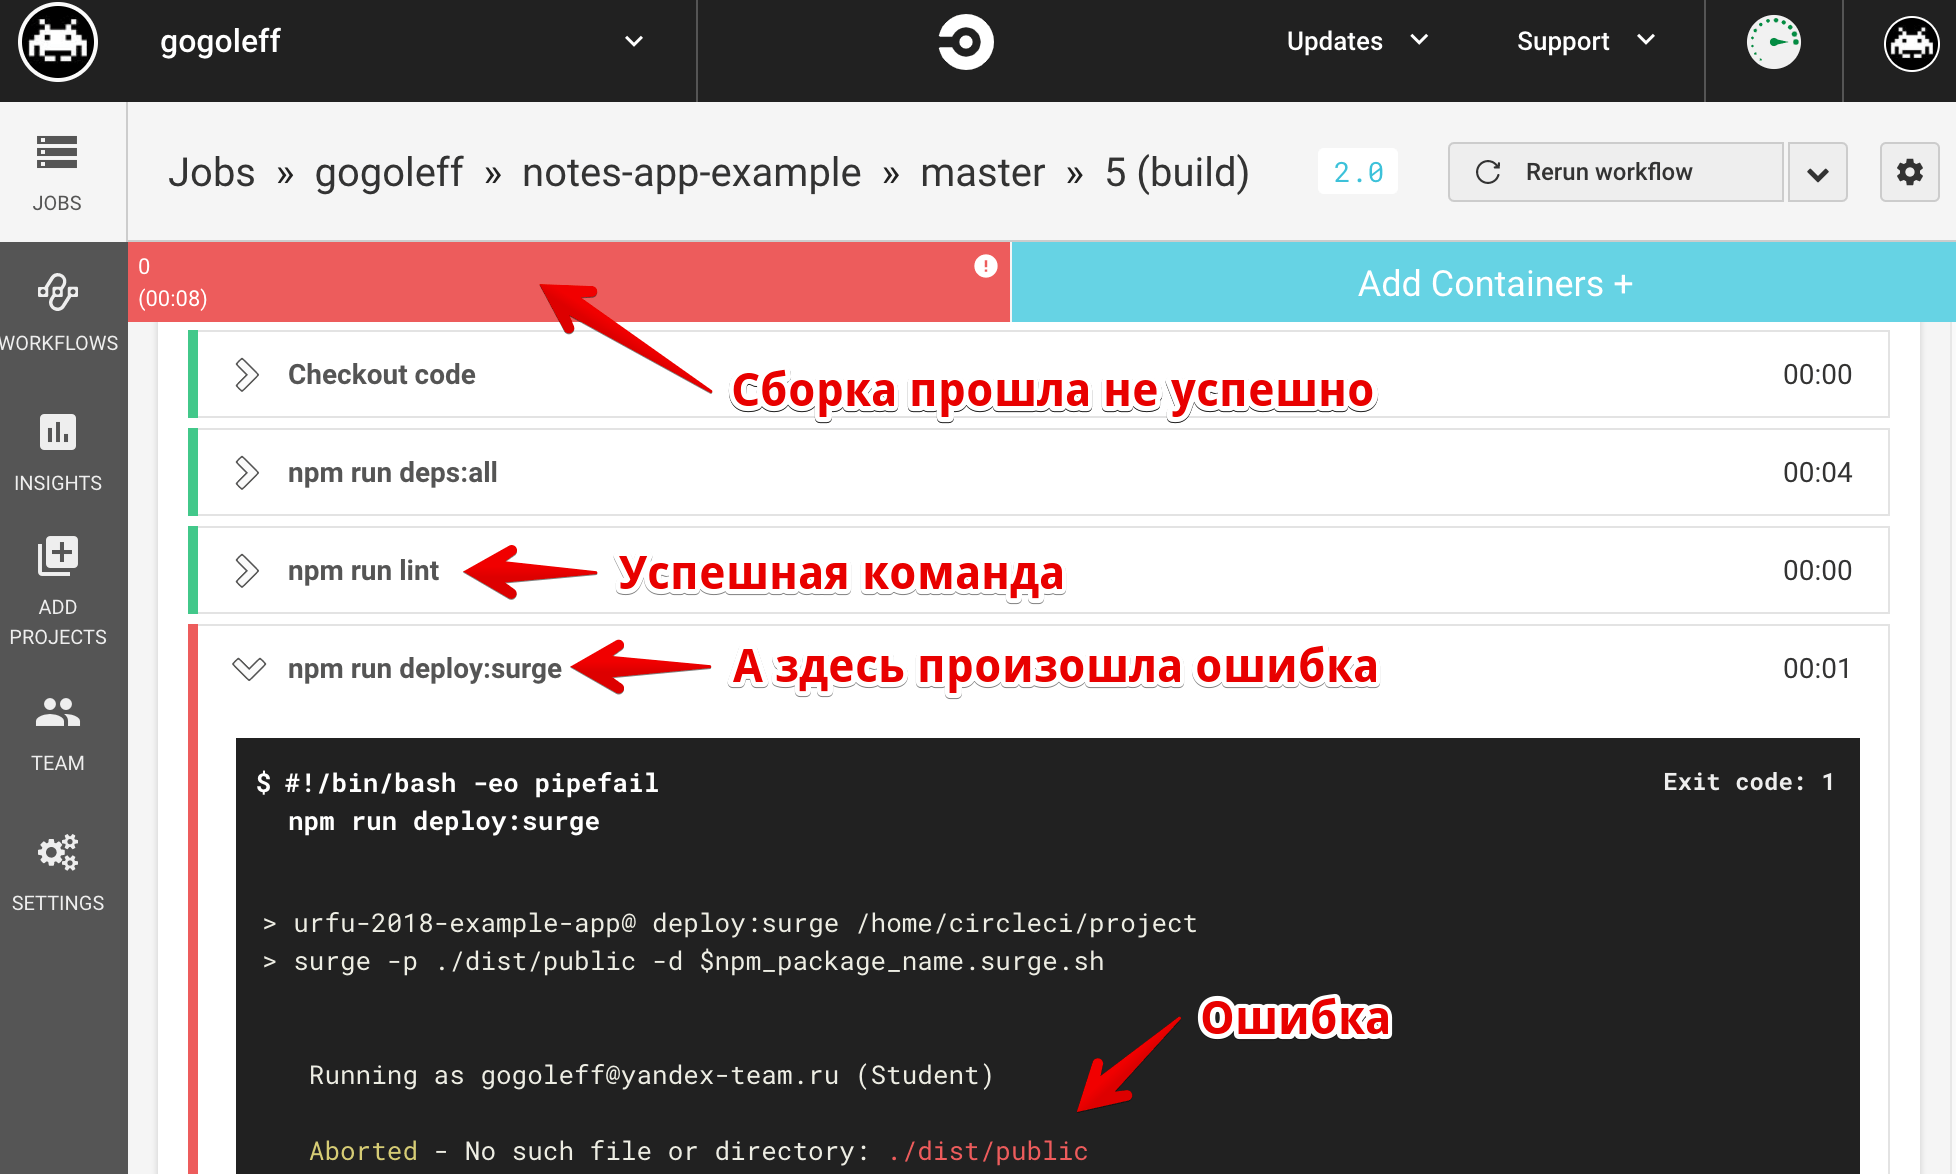 gogoleff
Updates
Support
JOBS
Jobs » gogoleff » notes-app-example » master » 5 (build)
2.0
Rerun workflow
0
(00:08)
!
Add Containers +
WORKFLOWS
Checkout code
00:00
Сборка прошла не успешно
INSIGHTS
npm run deps:all
00:04
ADD
PROJECTS
npm run lint
Успешная команда
00:00
npm run deploy:surge
А здесь произошла ошибка
00:01
TEAM
$ #!/bin/bash -eo pipefail
npm run deploy:surge
Exit code: 1
SETTINGS
> urfu-2018-example-app@ deploy:surge /home/circleci/project
> surge -p ./dist/public -d $npm_package_name.surge.sh
Ошибка
Running as gogoleff@yandex-team.ru (Student)
Aborted - No such file or directory: ./dist/public